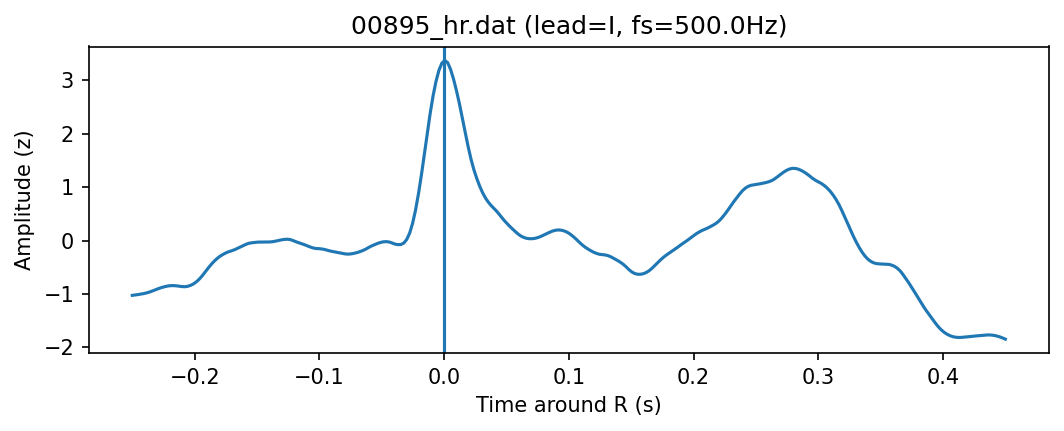 00895_hr.dat (lead=I, fs=500.0Hz)
Amplitude (z)
3
2
1
0
−1
−2
−0.2 −0.1 0.0 0.1 0.2 0.3 0.4
Time around R (s)